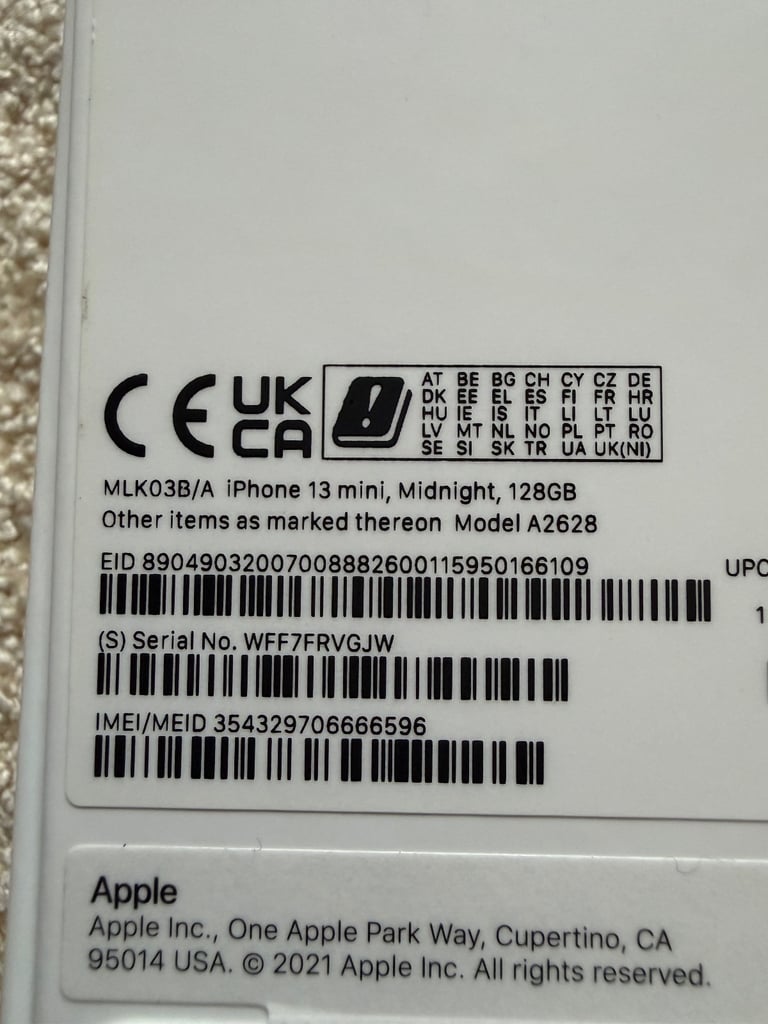 CE UK CA
AT BE BG CH CY CZ DE
DK EE EL ES FI FR HR
HU IE IS IT LI LT LU
LV MT NL NO PL PT RO
SE SI SK TR UA UK(NI)
MLK03B/A iPhone 13 mini, Midnight, 128GB
Other items as marked thereon Model A2628
EID 89049032007008882600115950166109
UPC
1
(S) Serial No. WFF7FRVGJW
IMEI/MEID 354329706666596
Apple
Apple Inc., One Apple Park Way, Cupertino, CA
95014 USA. © 2021 Apple Inc. All rights reserved.